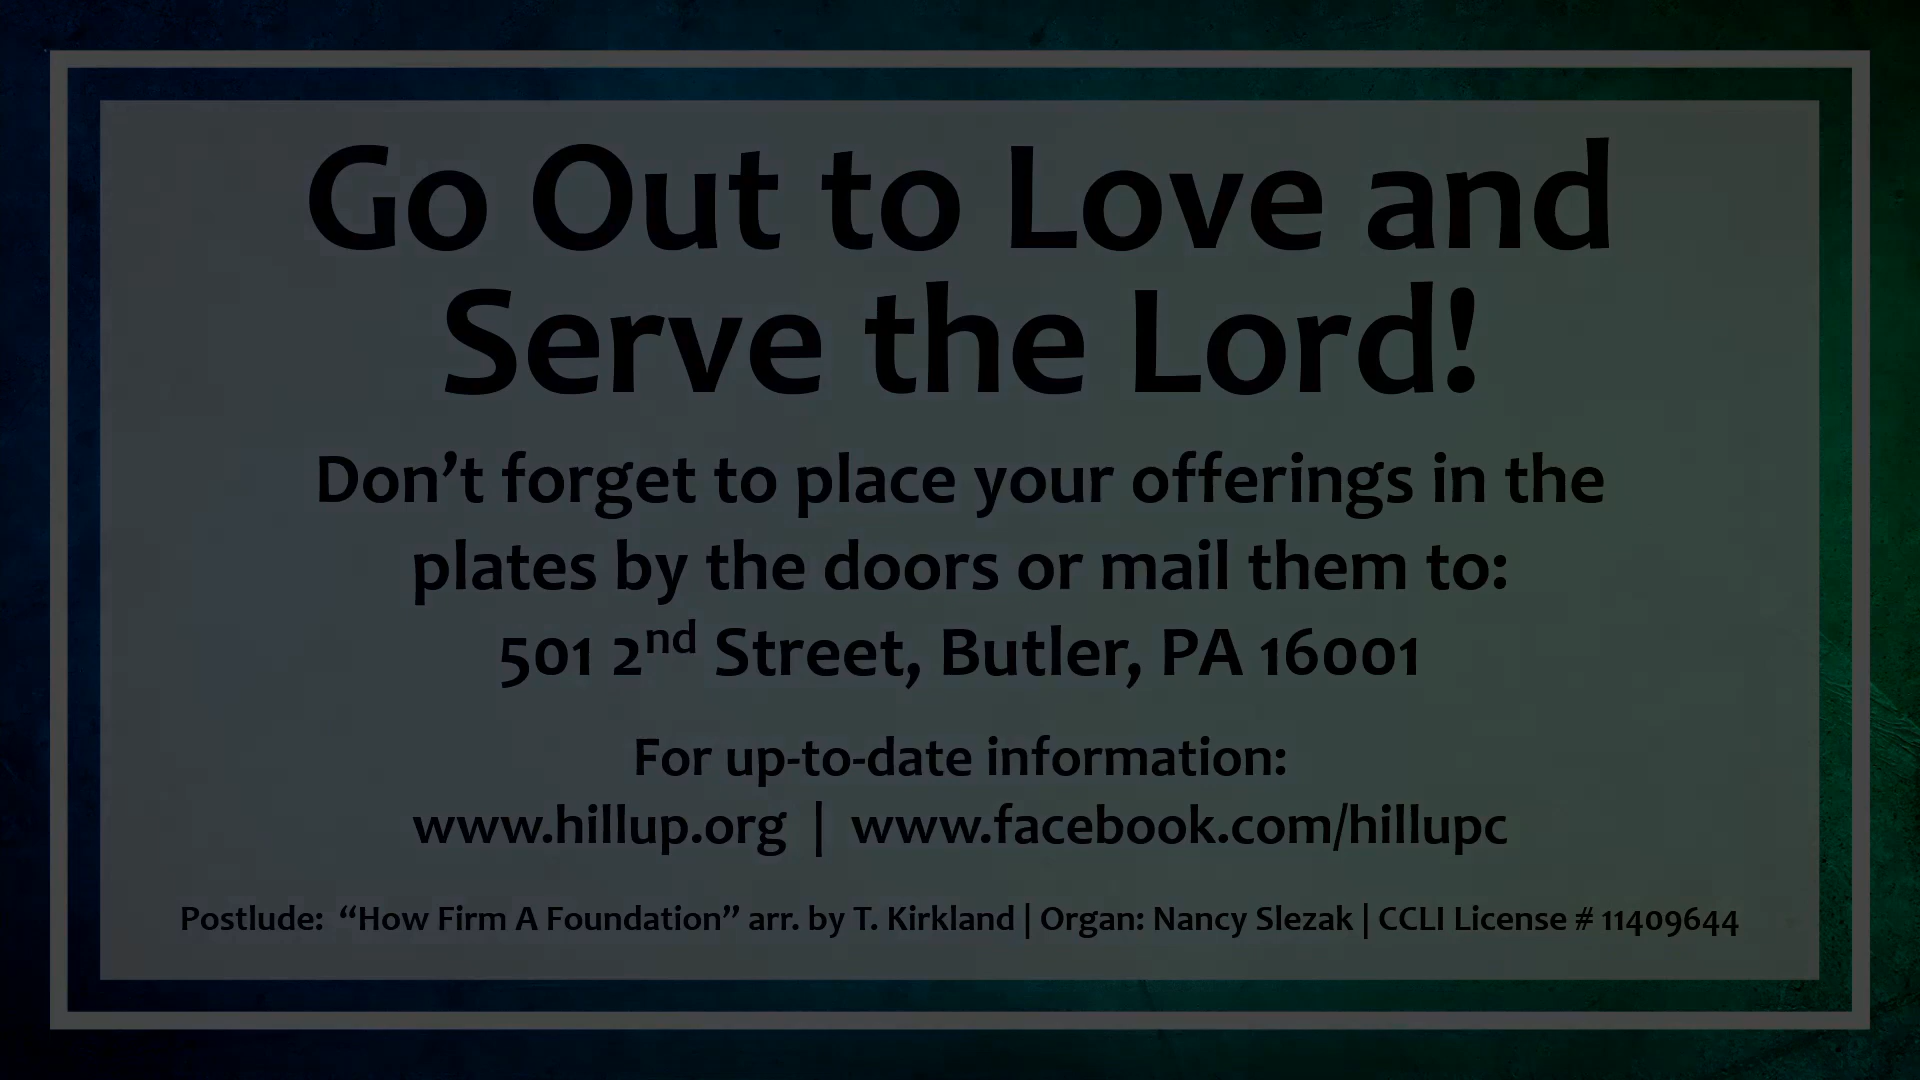 Go Out to Love and
Serve the Lord!
Don’t forget to place your offerings in the
plates by the doors or mail them to:
501 2nd Street, Butler, PA 16001
For up-to-date information:
www.hillup.org | www.facebook.com/hillupc
Postlude: “How Firm A Foundation” arr. by T. Kirkland | Organ: Nancy Slezak | CCLI License # 11409644